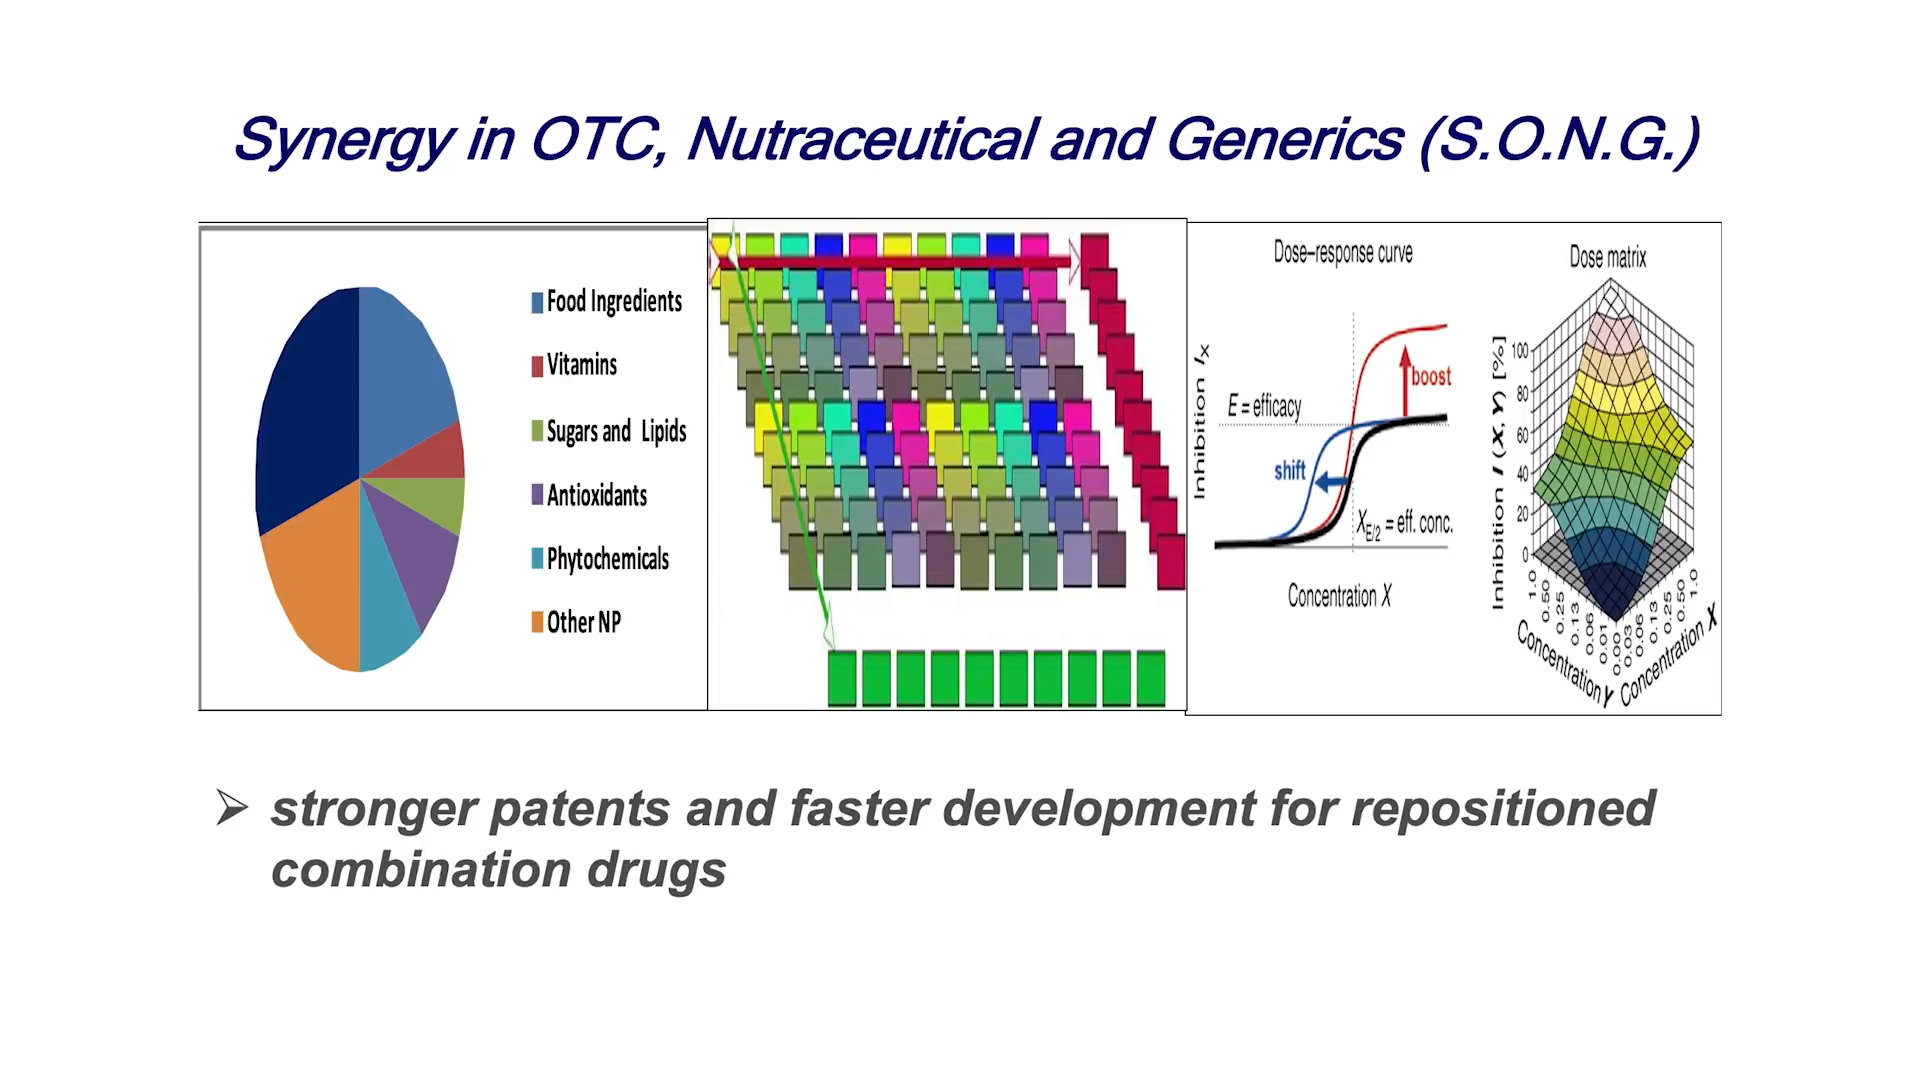 Synergy in OTC, Nutraceutical and Generics (S.O.N.G.)
Food Ingredients
Vitamins
Sugars and Lipids
Antioxidants
Phytochemicals
Other NP
Dose–response curve
Inhibition Ix
E = efficacy
boost
shift
XE/2 = eff. conc.
Concentration X
Dose matrix
Inhibition I (X, Y) [%]
100
80
60
40
20
0
1.0
0.50
0.25
0.13
0.06
0.01
0.00
0.03
0.06
0.13
0.25
0.50
1.0
Concentration Y
Concentration X
➢ stronger patents and faster development for repositioned
combination drugs